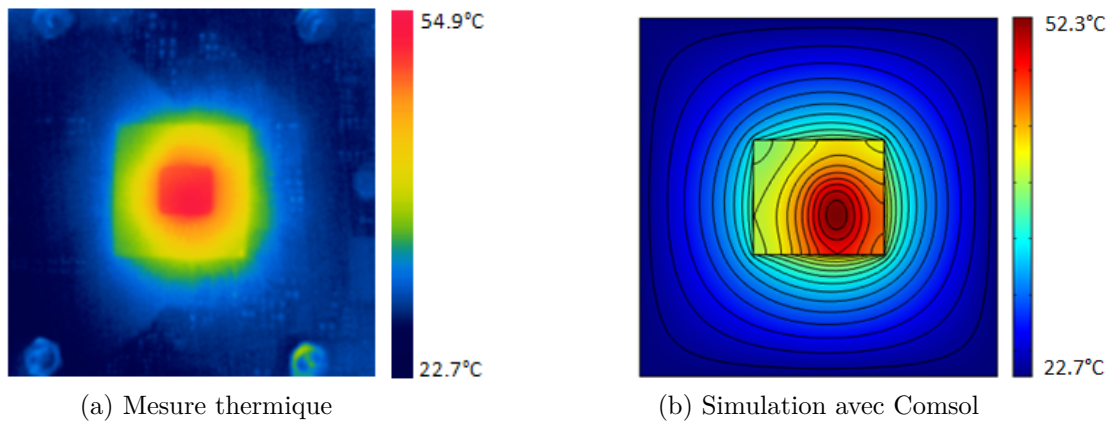 54.9°C
22.7°C
52.3°C
22.7°C
(a) Mesure thermique
(b) Simulation avec Comsol